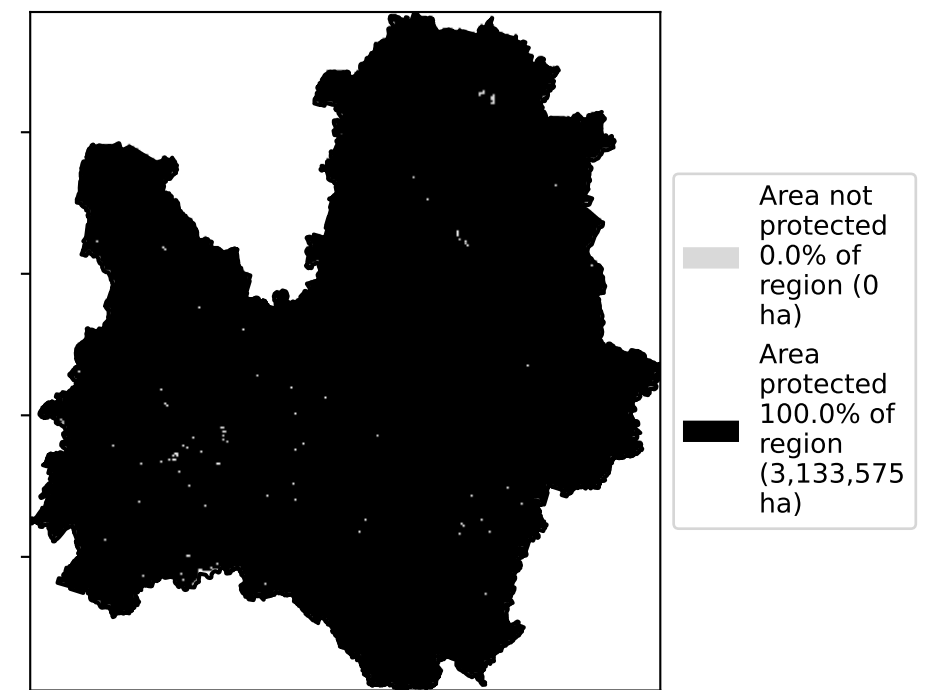 Area not
protected
0.0% of
region (0
ha)
Area
protected
100.0% of
region
(3,133,575
ha)